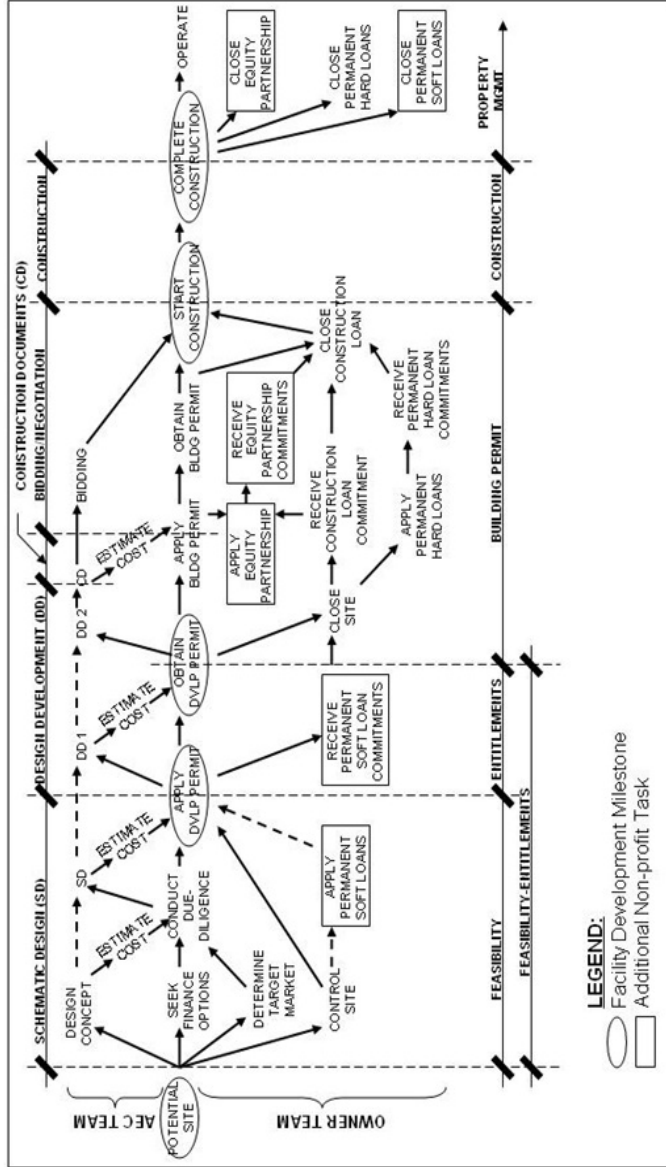 CONSTRUCTION DOCUMENTS (CD)
SCHEMATIC DESIGN (SD)
DESIGN DEVELOPMENT (DD)
BIDDING/NEGOTIATION
CONSTRUCTION
AEC TEAM
DESIGN
CONCEPT
ESTIMATE
COST
SD
ESTIMATE
COST
DD 1
ESTIMATE
COST
DD 2
CD
ESTIMATE
COST
BIDDING
POTENTIAL SITE
SEEK
FINANCE
OPTIONS
CONDUCT
DUE-
DILIGENCE
APPLY
DVLP PERMIT
OBTAIN
DVLP PERMIT
APPLY
BLDG PERMIT
OBTAIN
BLDG PERMIT
START
CONSTRUCTION
COMPLETE
CONSTRUCTION
OPERATE
OWNER TEAM
DETERMINE
TARGET
MARKET
CONTROL
SITE
APPLY
PERMANENT
SOFT LOANS
RECEIVE
PERMANENT
SOFT LOAN
COMMITMENTS
CLOSE
SITE
APPLY
EQUITY
PARTNERSHIP
RECEIVE
EQUITY
PARTNERSHIP
COMMITMENTS
RECEIVE
CONSTRUCTION
LOAN
COMMITMENT
APPLY
PERMANENT
HARD LOANS
RECEIVE
PERMANENT
HARD LOAN
COMMITMENTS
CLOSE
CONSTRUCTION
LOAN
CLOSE
EQUITY
PARTNERSHIP
CLOSE
PERMANENT
HARD LOANS
CLOSE
PERMANENT
SOFT LOANS
FEASIBILITY
ENTITLEMENTS
BUILDING PERMIT
CONSTRUCTION
PROPERTY
MGMT
FEASIBILITY-ENTITLEMENTS
LEGEND:
Facility Development Milestone
Additional Non-profit Task